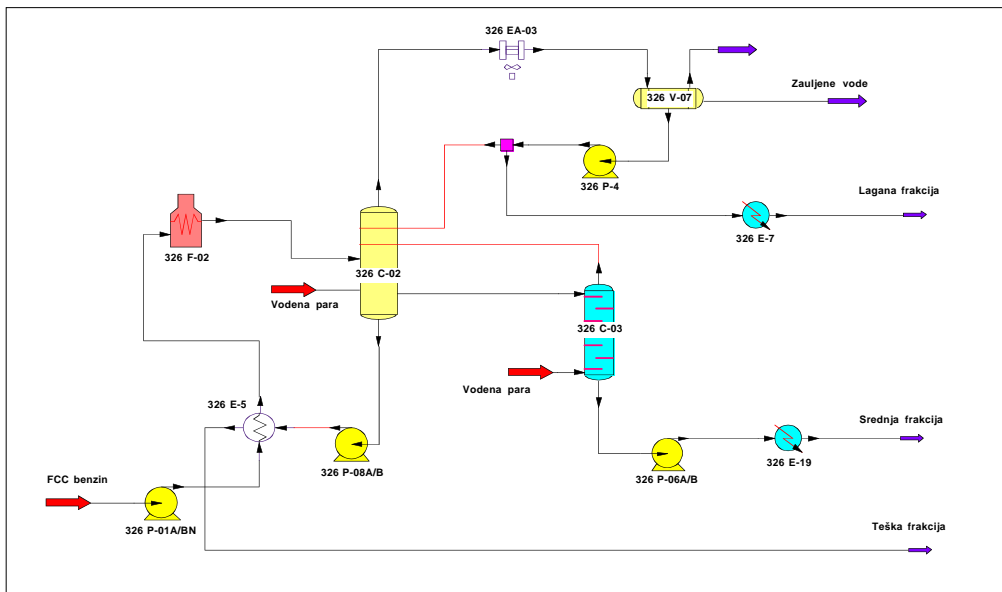 326 EA-03
326 V-07
Zauljene vode
326 P-4
Lagana frakcija
326 E-7
326 F-02
326 C-02
Vodena para
326 C-03
Vodena para
326 E-5
Srednja frakcija
326 E-19
326 P-08A/B
326 P-06A/B
FCC benzin
326 P-01A/BN
Teška frakcija